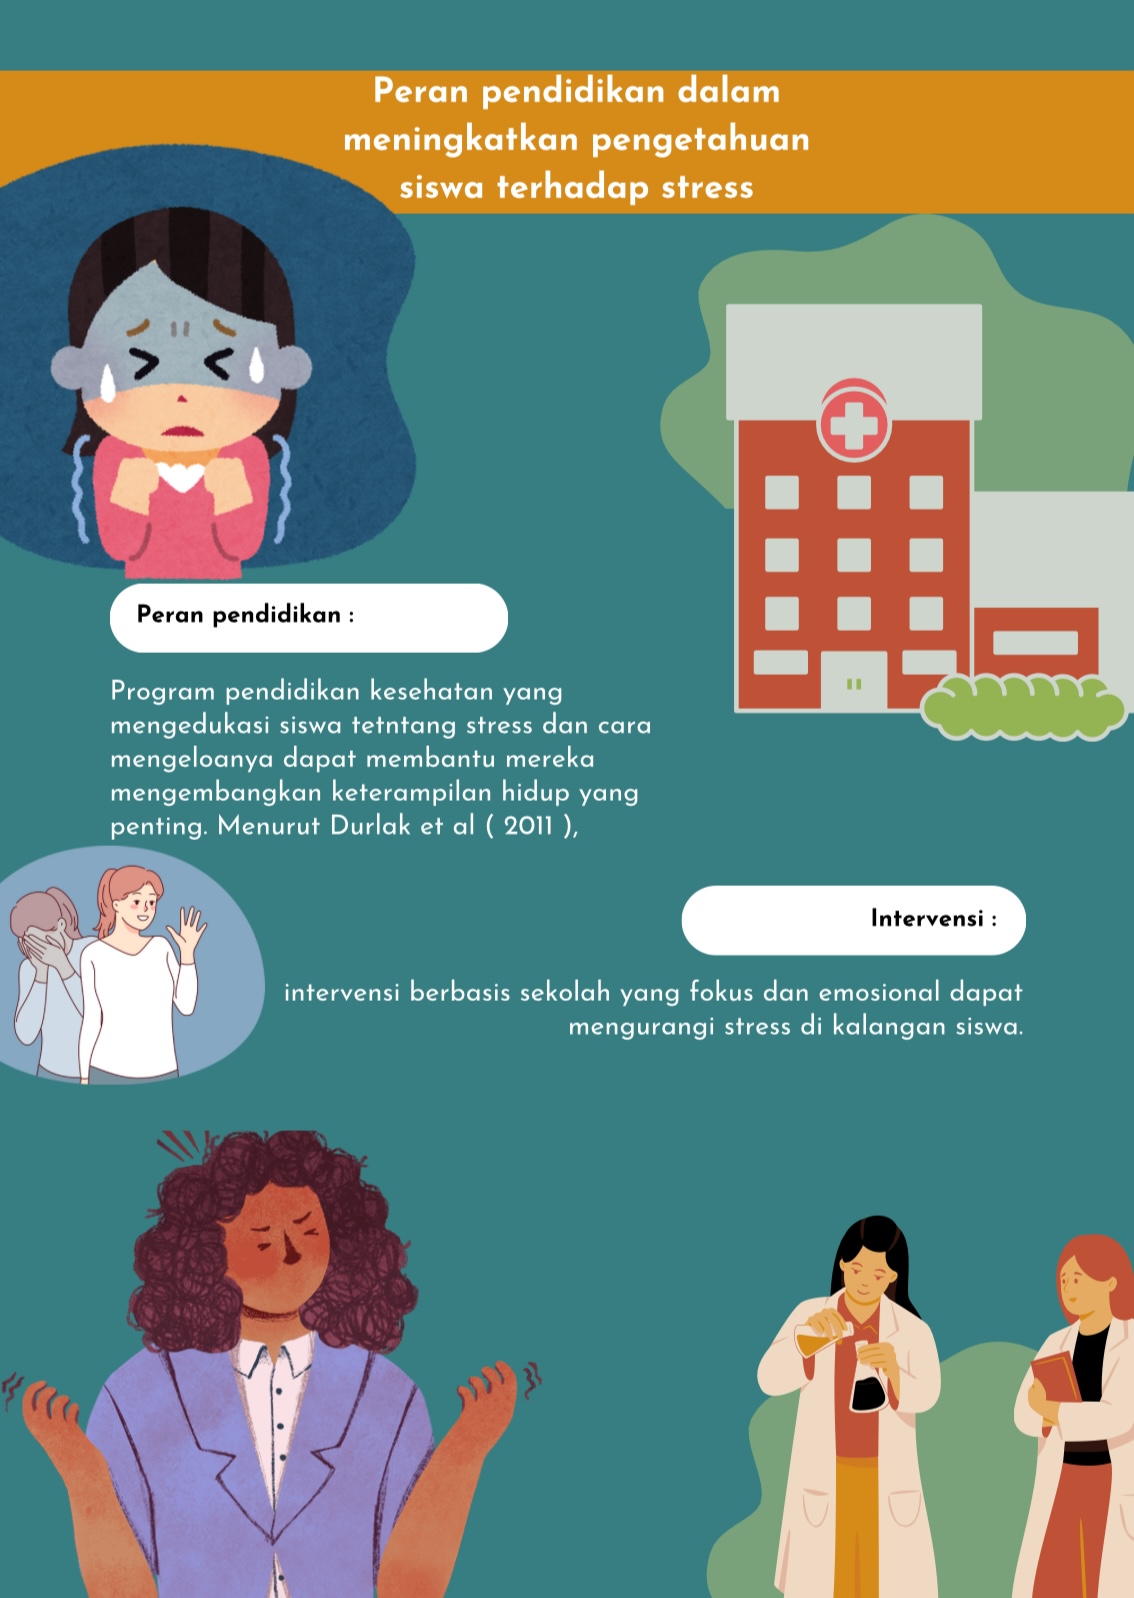 Peran pendidikan dalam
meningkatkan pengetahuan
siswa terhadap stress
Peran pendidikan :
Program pendidikan kesehatan yang
mengedukasi siswa tetntang stress dan cara
mengeloanya dapat membantu mereka
mengembangkan keterampilan hidup yang
penting. Menurut Durlak et al ( 2011 ),
Intervensi :
intervensi berbasis sekolah yang fokus dan emosional dapat
mengurangi stress di kalangan siswa.